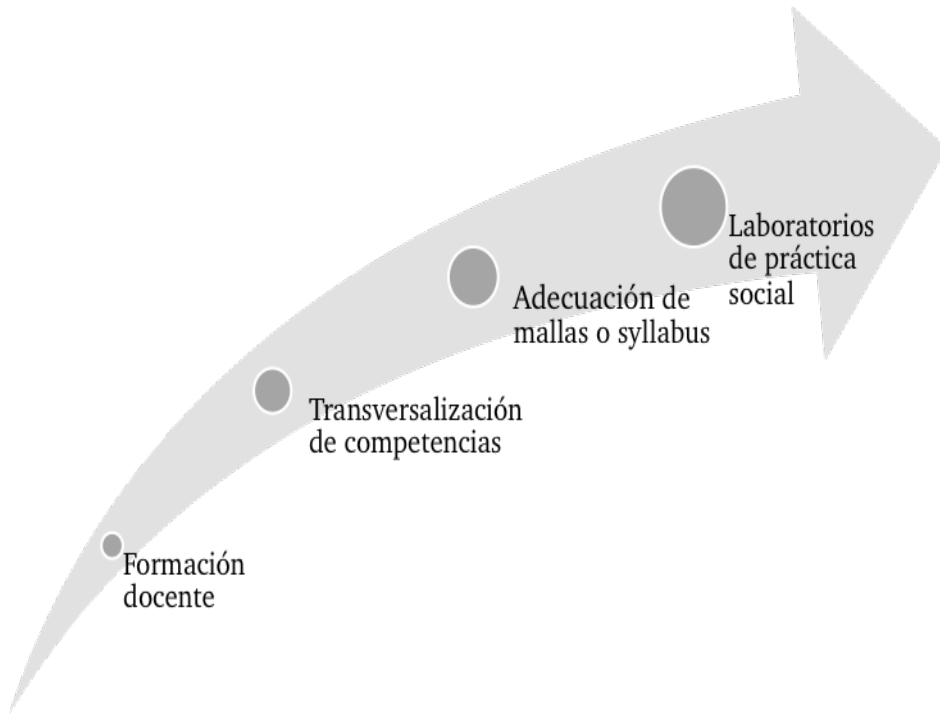 Laboratorios
de práctica
social
Adecuación de
mallas o syllabus
Transversalización
de competencias
Formación
docente